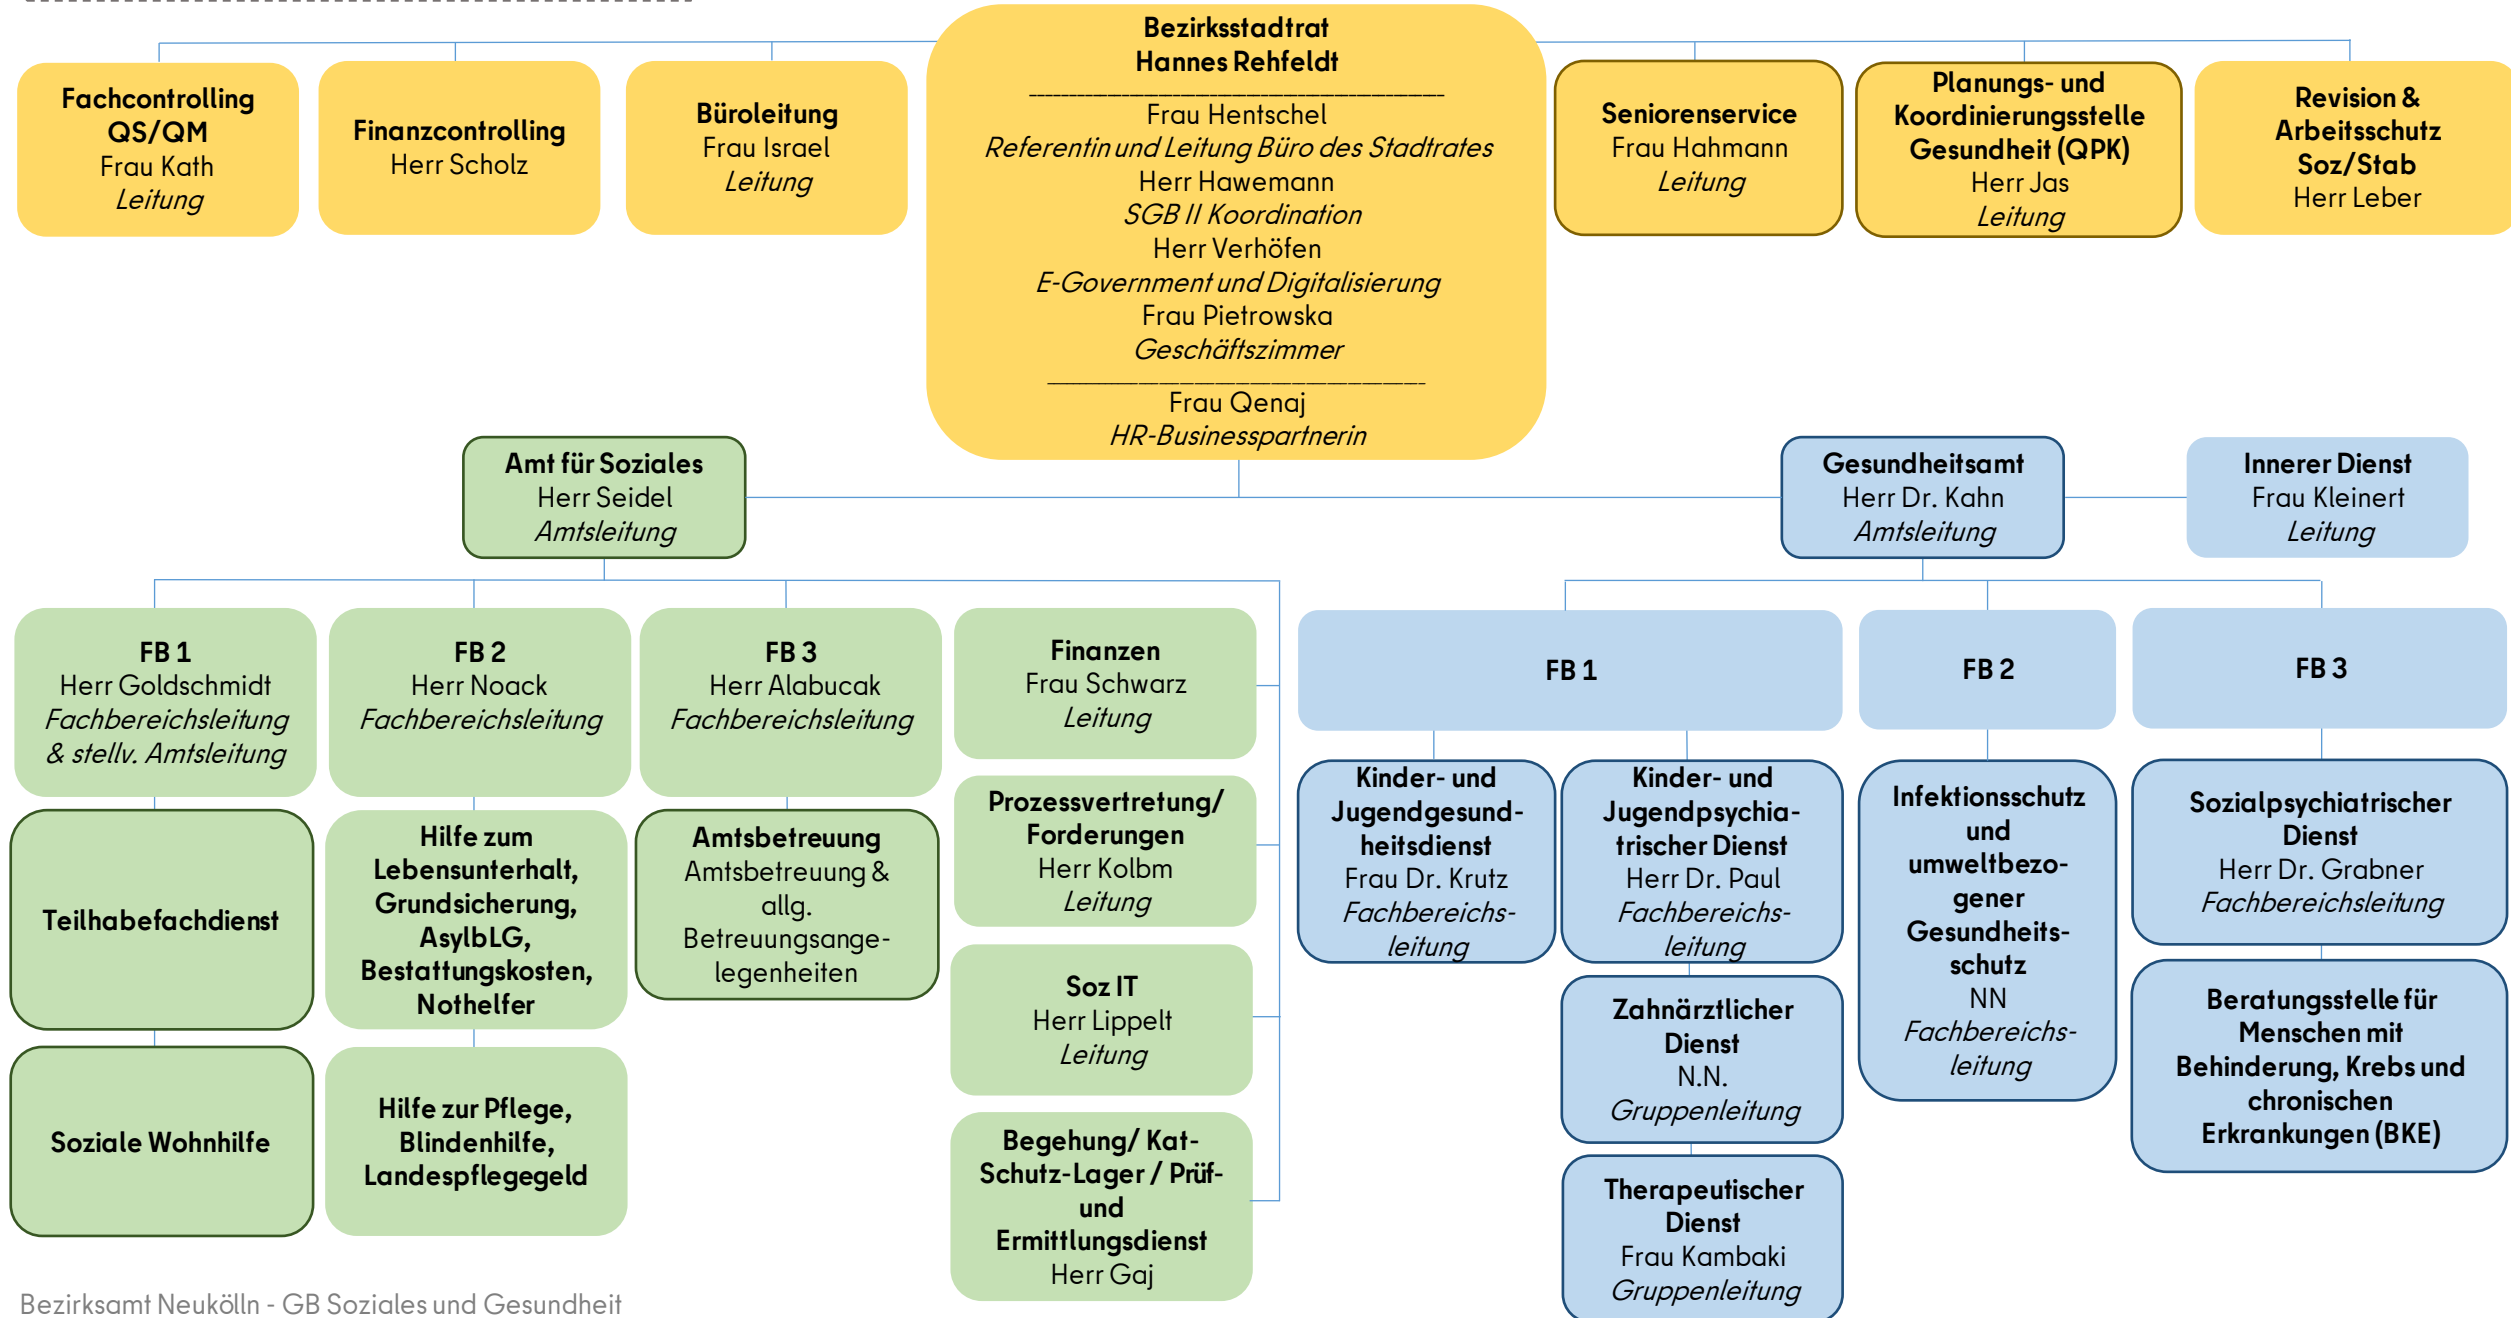 Bezirksstadtrat
Hannes Rehfeldt
Frau Hentschel
Referentin und Leitung Büro des Stadtrates
Herr Hawemann
SGB II Koordination
Herr Verhöfen
E-Government und Digitalisierung
Frau Pietrowska
Geschäftszimmer
Frau Qenaj
HR-Businesspartnerin
Fachcontrolling
QS/QM
Frau Kath
Leitung
Finanzcontrolling
Herr Scholz
Büroleitung
Frau Israel
Leitung
Seniorenservice
Frau Hahmann
Leitung
Planungs- und
Koordinierungsstelle
Gesundheit (QPK)
Herr Jas
Leitung
Revision &
Arbeitsschutz
Soz/Stab
Herr Leber
Amt für Soziales
Herr Seidel
Amtsleitung
Gesundheitsamt
Herr Dr. Kahn
Amtsleitung
Innerer Dienst
Frau Kleinert
Leitung
FB 1
Herr Goldschmidt
Fachbereichsleitung
& stellv. Amtsleitung
Teilhabefachdienst
Soziale Wohnhilfe
FB 2
Herr Noack
Fachbereichsleitung
Hilfe zum
Lebensunterhalt,
Grundsicherung,
AsylbLG,
Bestattungskosten,
Nothelfer
Hilfe zur Pflege,
Blindenhilfe,
Landespflegegeld
FB 3
Herr Alabucak
Fachbereichsleitung
Amtsbetreuung
Amtsbetreuung &
allg.
Betreuungsange-
legenheiten
Finanzen
Frau Schwarz
Leitung
Prozessvertretung/
Forderungen
Herr Kolbm
Leitung
Soz IT
Herr Lippelt
Leitung
Begehung/ Kat-
Schutz-Lager / Prüf-
und
Ermittlungsdienst
Herr Gaj
FB 1
Kinder- und
Jugendgesund-
heitsdienst
Frau Dr. Krutz
Fachbereichs-
leitung
Kinder- und
Jugendpsychia-
trischer Dienst
Herr Dr. Paul
Fachbereichs-
leitung
Zahnärztlicher
Dienst
N.N.
Gruppenleitung
Therapeutischer
Dienst
Frau Kambaki
Gruppenleitung
FB 2
Infektionsschutz
und
umweltbezo-
gener
Gesundheits-
schutz
NN
Fachbereichs-
leitung
FB 3
Sozialpsychiatrischer
Dienst
Herr Dr. Grabner
Fachbereichsleitung
Beratungsstelle für
Menschen mit
Behinderung, Krebs und
chronischen
Erkrankungen (BKE)
Bezirksamt Neukölln - GB Soziales und Gesundheit